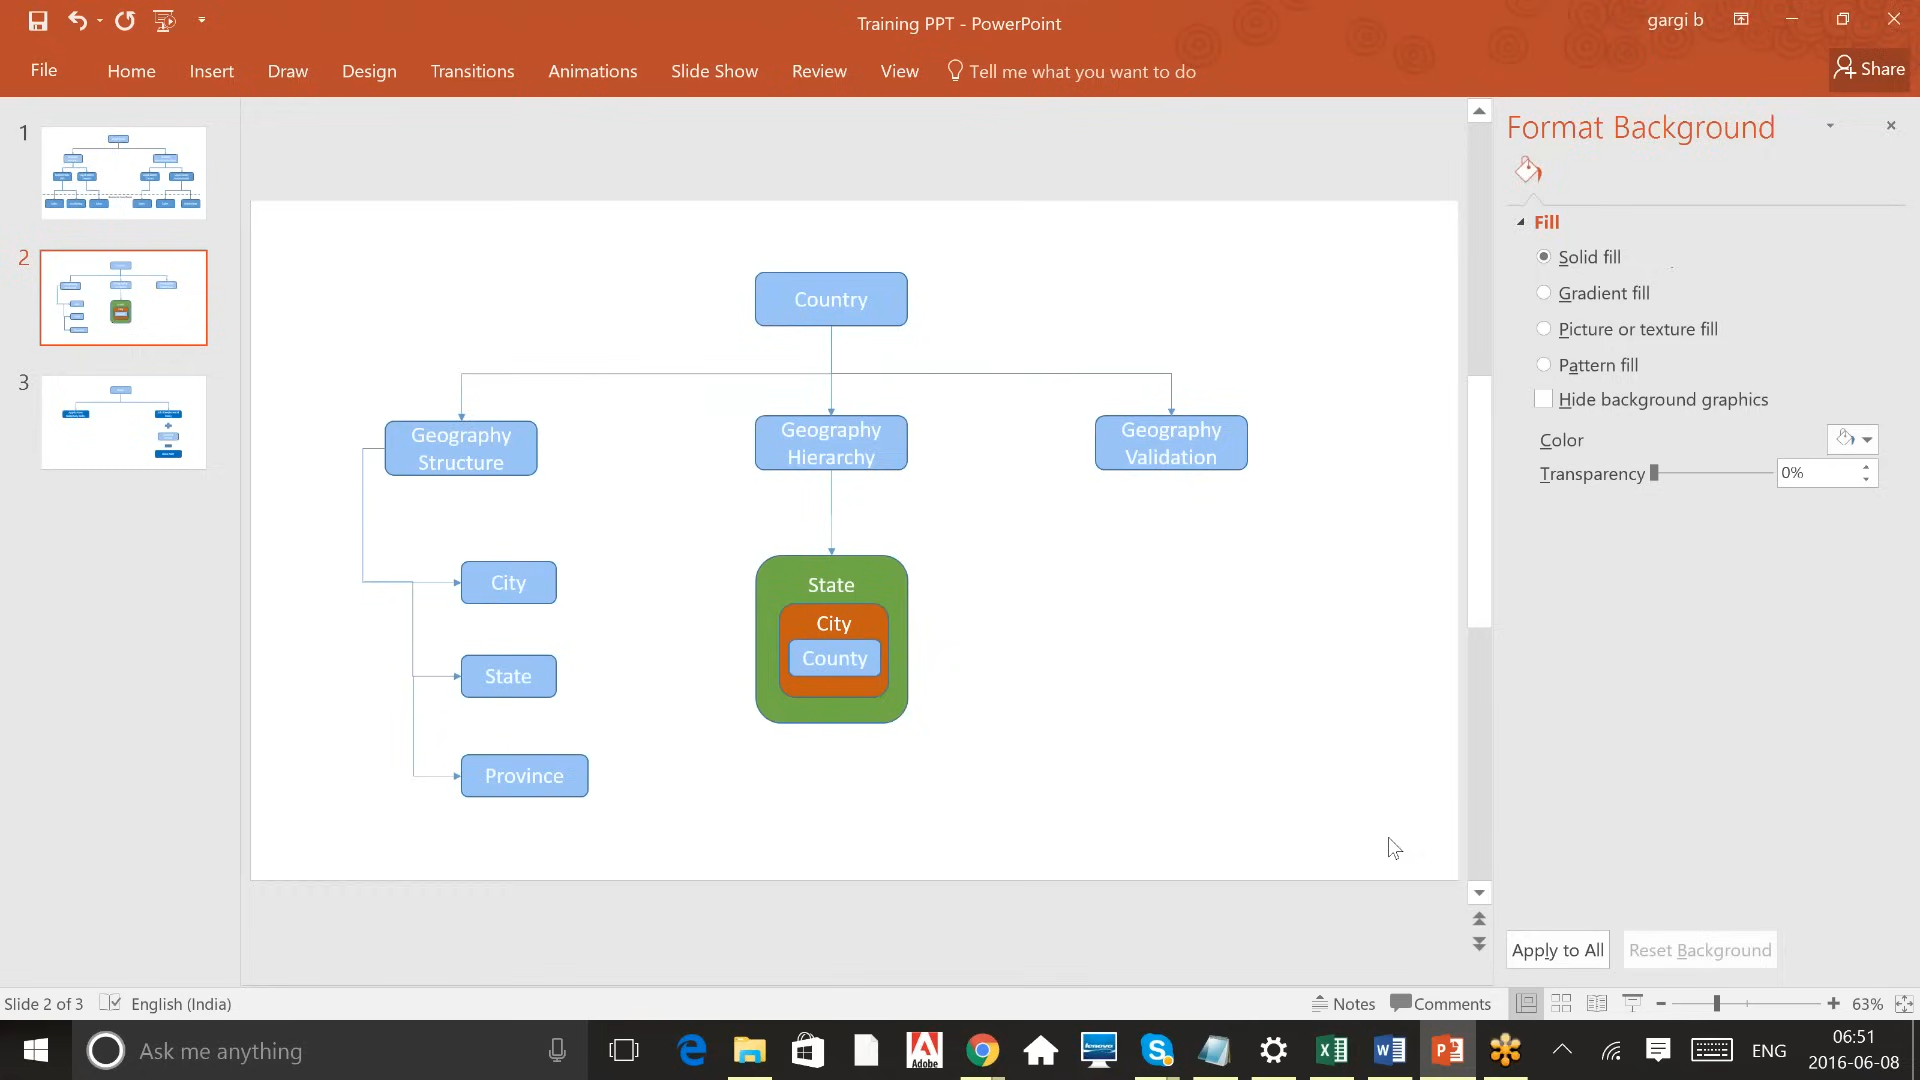 Training PPT - PowerPoint
gargi b
File
Home
Insert
Draw
Design
Transitions
Animations
Slide Show
Review
View
Tell me what you want to do
Share
1
2
3
Country
Geography
Structure
Geography
Hierarchy
Geography
Validation
City
State
Province
State
City
County
Format Background
Fill
Solid fill
Gradient fill
Picture or texture fill
Pattern fill
Hide background graphics
Color
Transparency
0%
Apply to All
Reset Background
Slide 2 of 3
English (India)
Notes
Comments
63%
Ask me anything
Adobe
ENG
06:51
2016-06-08